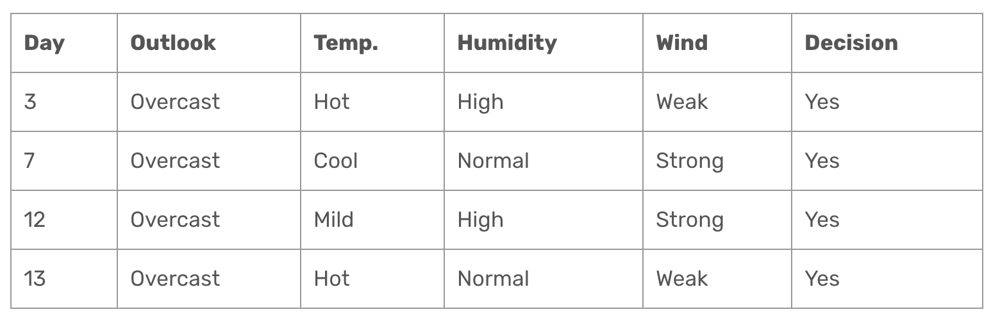 Day Outlook Temp. Humidity Wind Decision
3 Overcast Hot High Weak Yes
7 Overcast Cool Normal Strong Yes
12 Overcast Mild High Strong Yes
13 Overcast Hot Normal Weak Yes